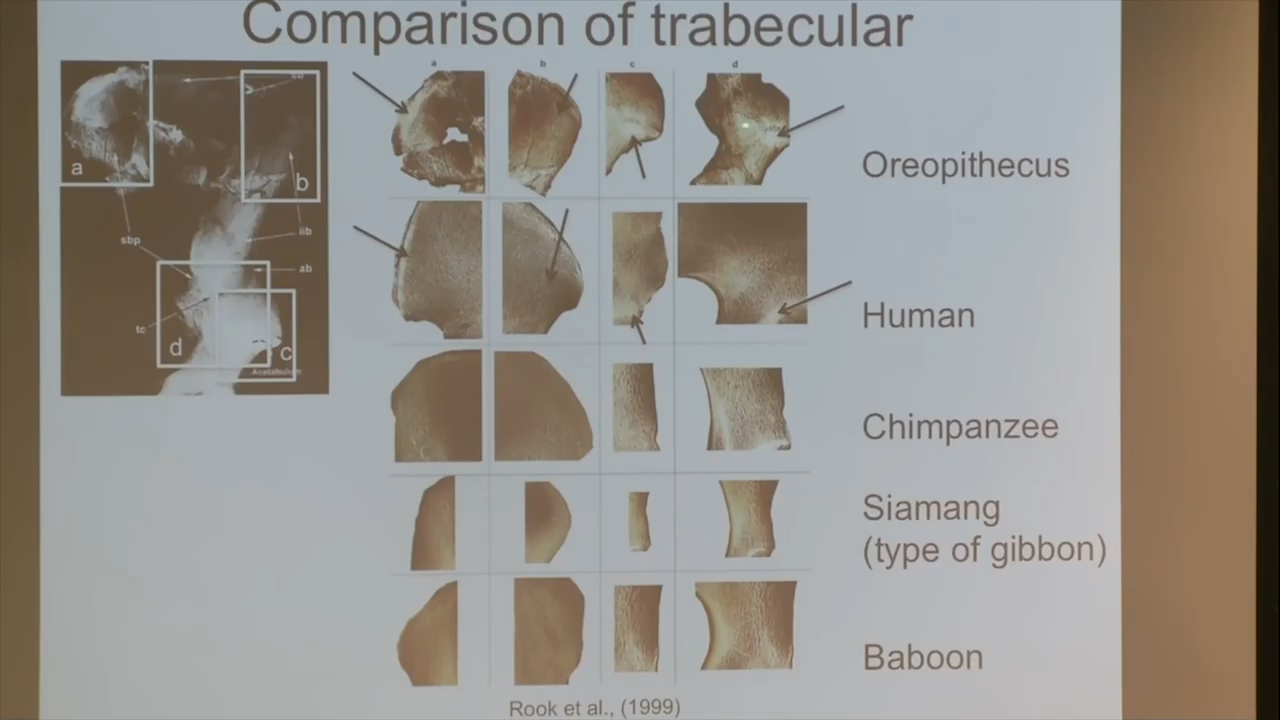 Comparison of trabecular
a b c d
a
b
sbp
iib
ab
tc
d
c
Acetabulum
Oreopithecus
Human
Chimpanzee
Siamang
(type of gibbon)
Baboon
Rook et al., (1999)